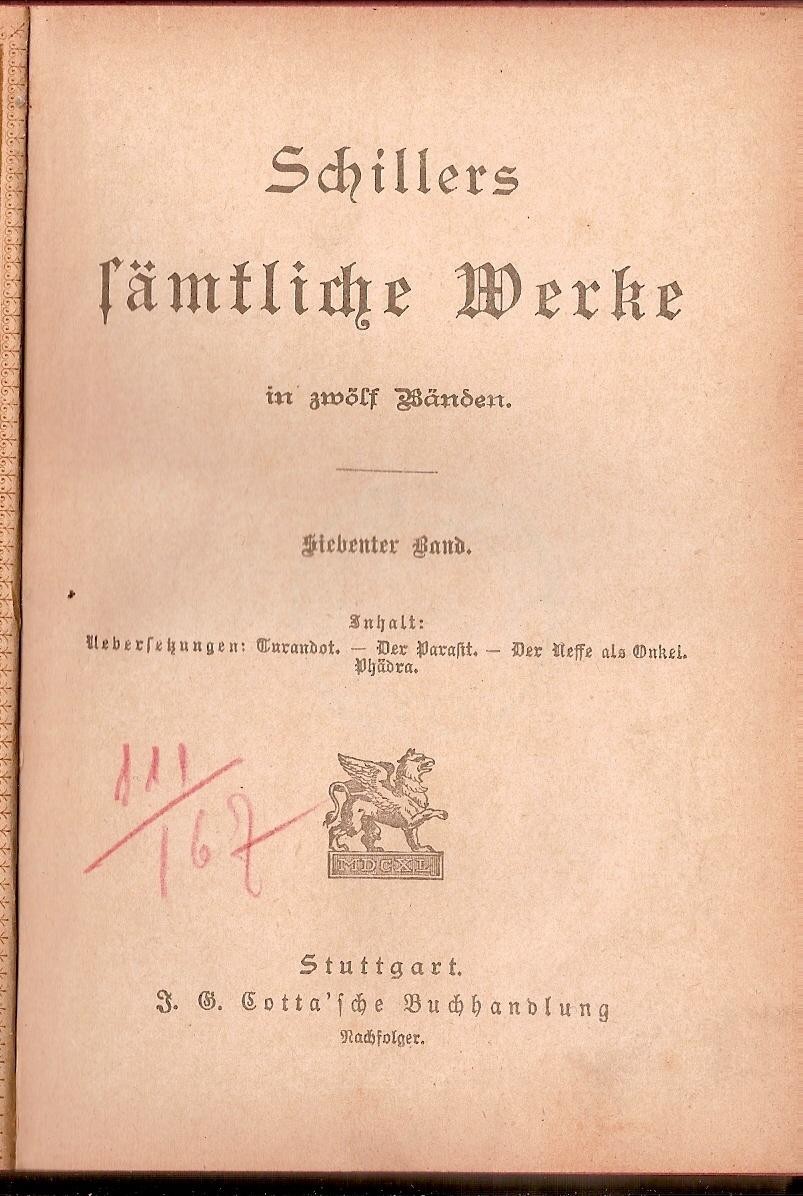 Schillers
sämtliche Werke
in zwölf Bänden.
Siebenter Band.
Inhalt:
Uebersetzungen: Turandot. — Der Parasit. — Der Neffe als Onkel.
Phädra.
111/167
MDCXL
Stuttgart.
J. G. Cotta'sche Buchhandlung
Nachfolger.